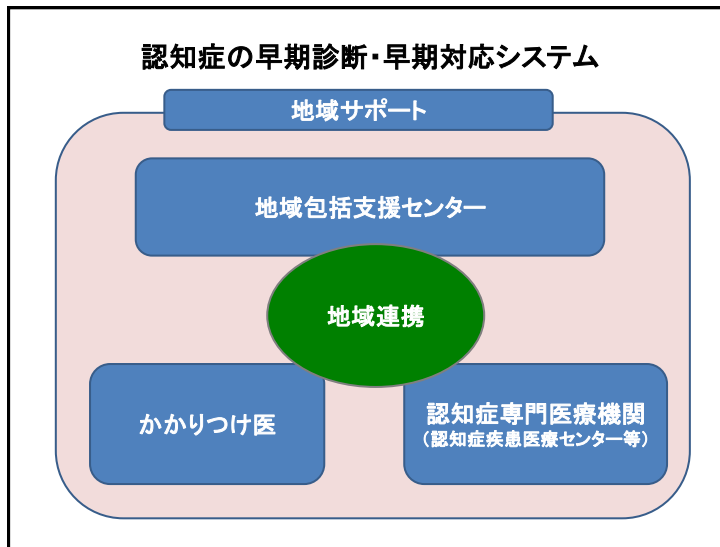 認知症の早期診断・早期対応システム
地域サポート
地域包括支援センター
地域連携
かかりつけ医
認知症専門医療機関
（認知症疾患医療センター等）